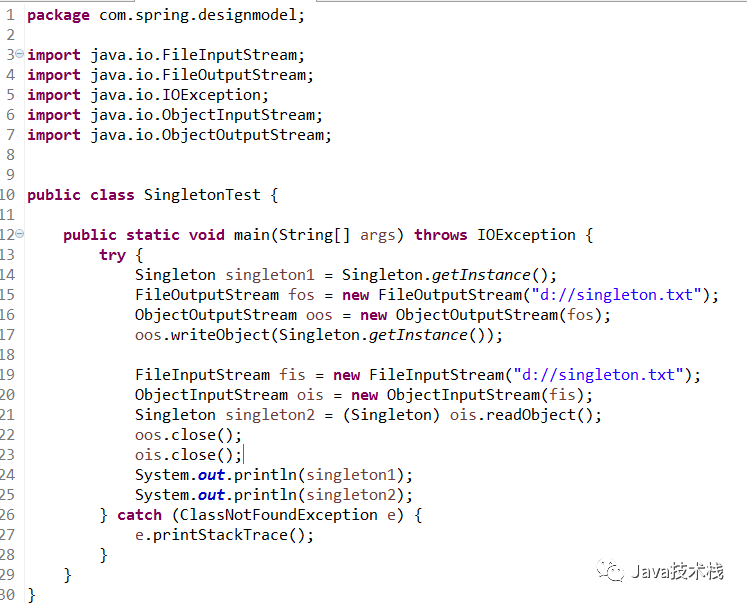 1 package com.spring.designmodel;
2
3 import java.io.FileInputStream;
4 import java.io.FileOutputStream;
5 import java.io.IOException;
6 import java.io.ObjectInputStream;
7 import java.io.ObjectOutputStream;
8
9
10 public class SingletonTest {
11
12     public static void main(String[] args) throws IOException {
13         try {
14             Singleton singleton1 = Singleton.getInstance();
15             FileOutputStream fos = new FileOutputStream("d://singleton.txt");
16             ObjectOutputStream oos = new ObjectOutputStream(fos);
17             oos.writeObject(Singleton.getInstance());
18
19             FileInputStream fis = new FileInputStream("d://singleton.txt");
20             ObjectInputStream ois = new ObjectInputStream(fis);
21             Singleton singleton2 = (Singleton) ois.readObject();
22             oos.close();
23             ois.close();
24             System.out.println(singleton1);
25             System.out.println(singleton2);
26         } catch (ClassNotFoundException e) {
27             e.printStackTrace();
28         }
29     }
30 }
Java技术栈